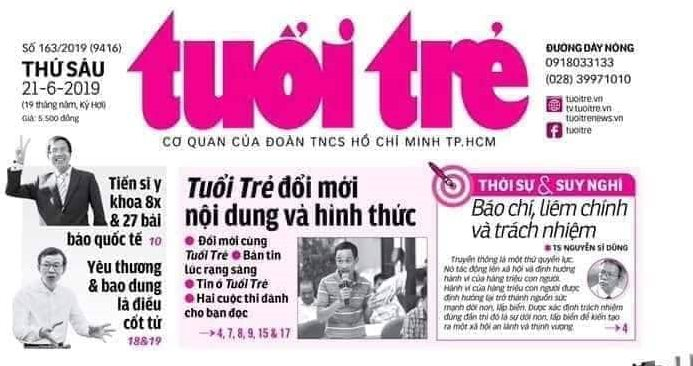 Số 163/2019 (9416)
THỨ SÁU
21-6-2019
(19 tháng năm, Kỷ Hợi)
Giá: 5.500 đồng
tuổi trẻ
CƠ QUAN CỦA ĐOÀN TNCS HỒ CHÍ MINH TP.HCM
ĐƯỜNG DÂY NÓNG
0918033133
(028) 39971010
tuoitre.vn
tv.tuoitre.vn
tuoitrenews.vn
tuoitre
Tiến sĩ y
khoa 8x
& 27 bài
báo quốc tế 10
Yêu thương
& bao dung
là điều
cốt tử
18&19
Tuổi Trẻ đổi mới
nội dung và hình thức
● Đổi mới cùng
Tuổi Trẻ ● Bản tin
lúc rạng sáng
● Tin ở Tuổi Trẻ
● Hai cuộc thi dành
cho bạn đọc
4, 7, 8, 9, 15 & 17
THỜI SỰ & SUY NGHĨ
Báo chí, liêm chính
và trách nhiệm
TS NGUYỄN SĨ DŨNG
Truyền thông là một thứ quyền lực.
Nó tác động lên xã hội và định hướng
hành vi của hàng triệu con người.
Hành vi của hàng triệu con người được
định hướng lại trở thành nguồn sức
mạnh dời non, lấp biển. Được xác định trách nhiệm
đúng đắn thì đó là sự dời non, lấp biển để kiến tạo
ra một xã hội an lành và thịnh vượng.
4